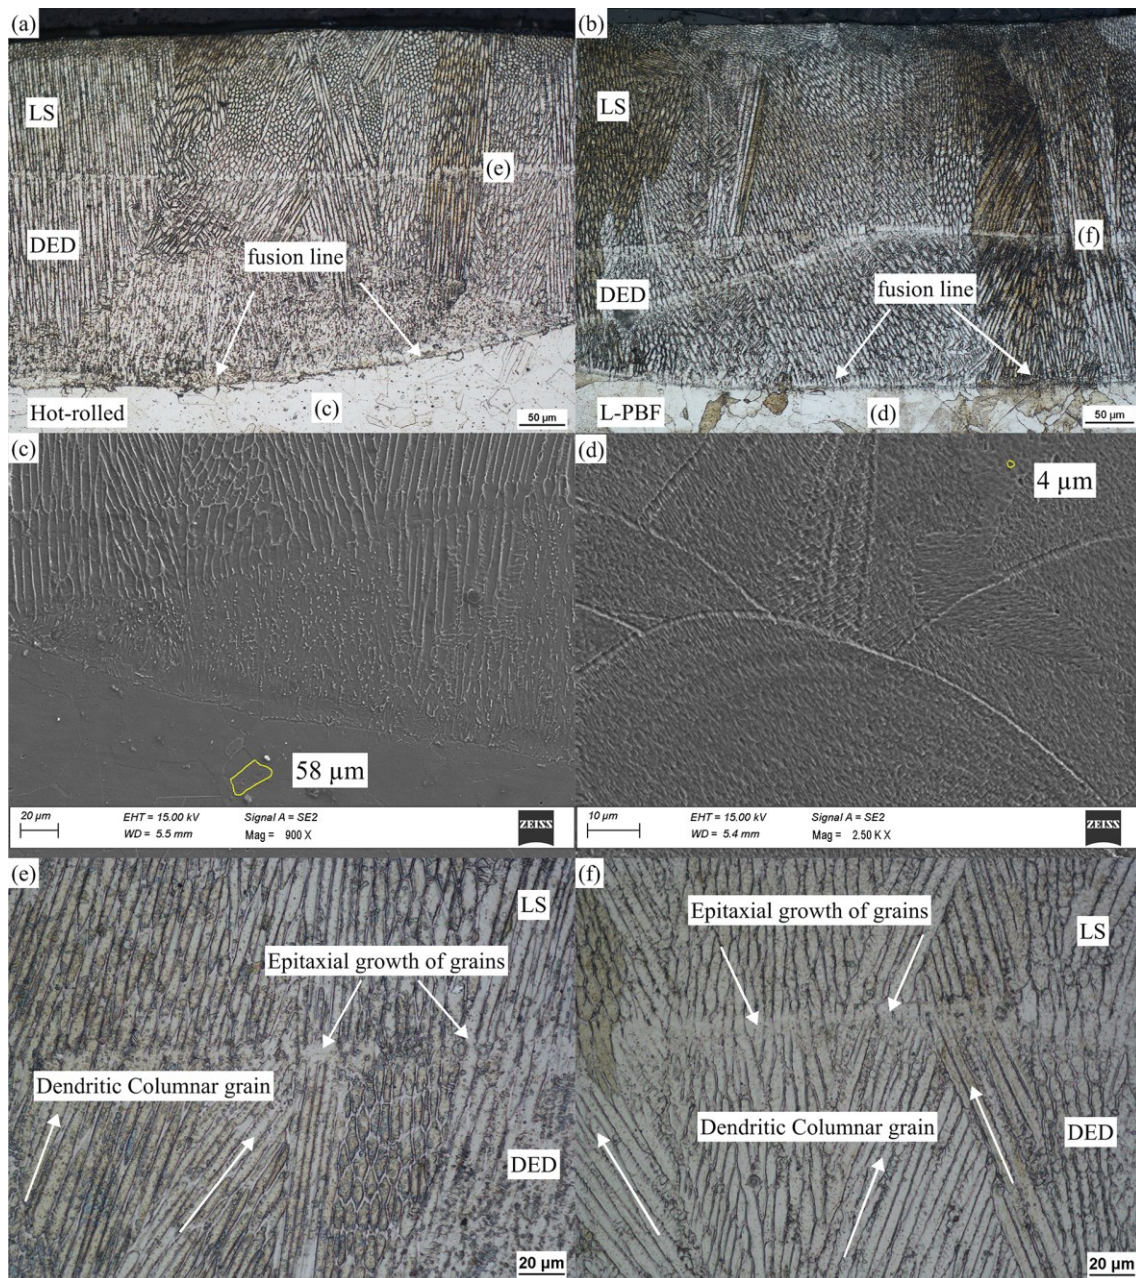 (a)
LS
(e)
DED
fusion line
Hot-rolled
(c)
50 µm
(b)
LS
(f)
DED
fusion line
L-PBF
(d)
50 µm
(c)
58 µm
20 µm
EHT = 15.00 kV
Signal A = SE2
WD = 5.5 mm
Mag = 900 X
ZEISS
(d)
4 µm
10 µm
EHT = 15.00 kV
Signal A = SE2
WD = 5.4 mm
Mag = 2.50 K X
ZEISS
(e)
LS
Epitaxial growth of grains
Dendritic Columnar grain
DED
20 µm
(f)
Epitaxial growth of grains
LS
Dendritic Columnar grain
DED
20 µm